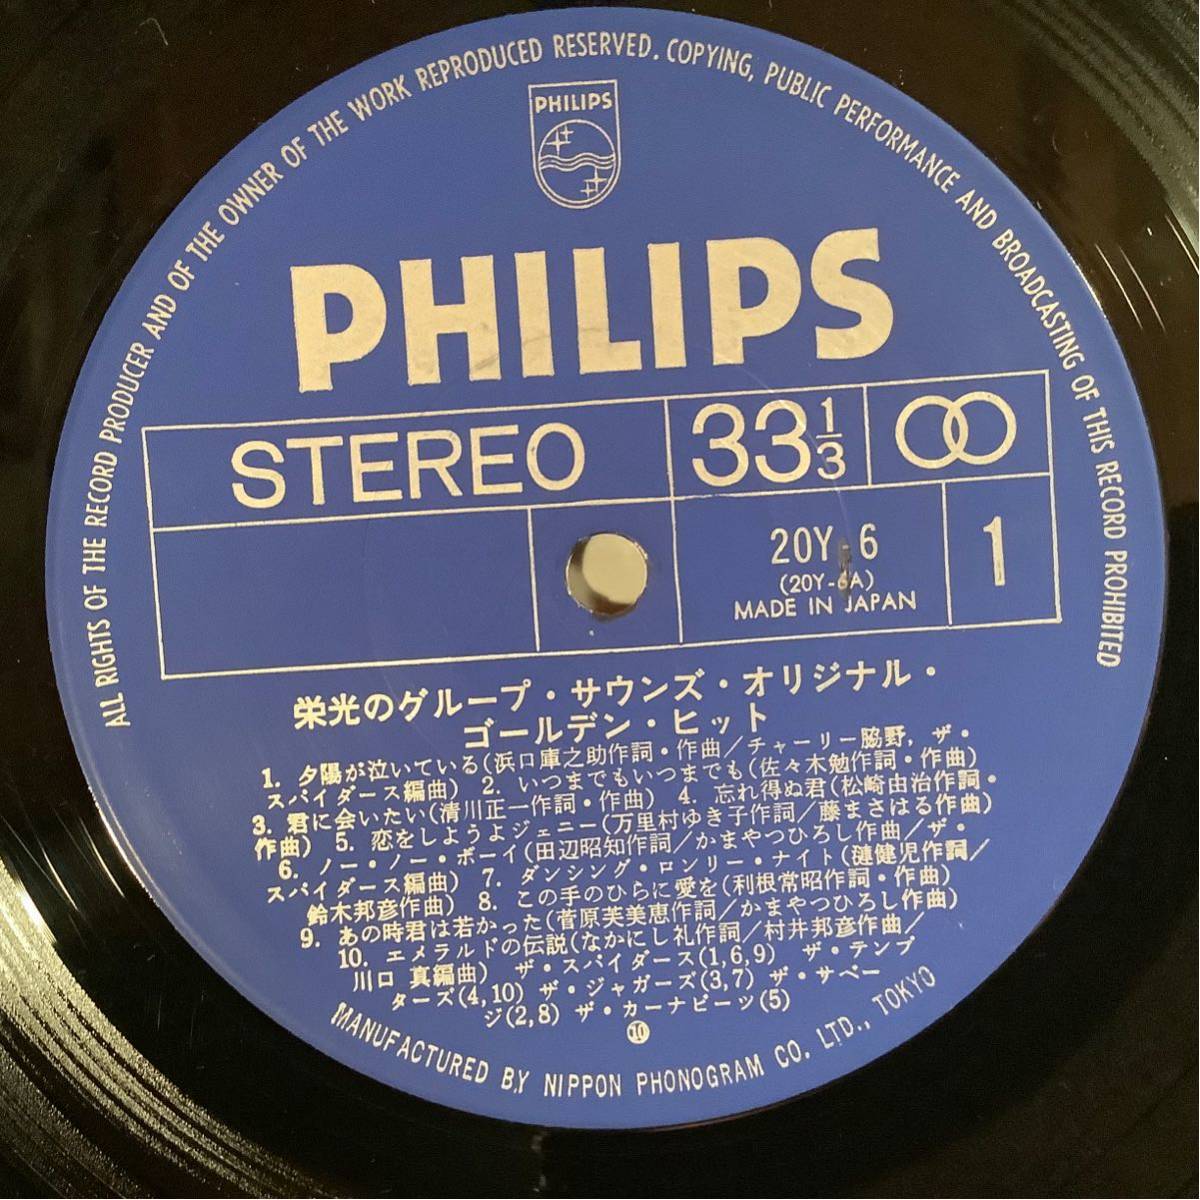 ALL RIGHTS OF THE RECORD PRODUCER AND OF THE OWNER OF THE WORK REPRODUCED RESERVED. COPYING, PUBLIC PERFORMANCE AND BROADCASTING OF THIS RECORD PROHIBITED
PHILIPS
PHILIPS
STEREO
33 1/3
20Y-6
(20Y-6A)
MADE IN JAPAN
1
栄光のグループ・サウンズ・オリジナル・
ゴールデン・ヒット
1. 夕陽が泣いている(浜口庫之助作詞・作曲/チャーリー脇野, ザ・
スパイダース編曲) 2. いつまでもいつまでも(佐々木勉作詞・作曲)
3. 君に会いたい(清川正一作詞・作曲) 4. 忘れ得ぬ君(松崎由治作詞・
作曲) 5. 恋をしようよジェニー(万里村ゆき子作詞/藤まさはる作曲)
6. ノー・ノー・ボーイ(田辺昭知作詞/かまやつひろし作曲/ザ・
スパイダース編曲) 7. ダンシング・ロンリー・ナイト(漣健児作詞/
鈴木邦彦作曲) 8. この手のひらに愛を(利根常昭作詞・作曲)
9. あの時君は若かった(菅原芙美恵作詞/かまやつひろし作曲)
10. エメラルドの伝説(なかにし礼作詞/村井邦彦作曲/
川口 真編曲) ザ・スパイダース(1,6,9) ザ・テンプ
ターズ(4,10) ザ・ジャガーズ(3,7) ザ・サベー
ジ(2,8) ザ・カーナビーツ(5)
⑩
MANUFACTURED BY NIPPON PHONOGRAM CO. LTD., TOKYO